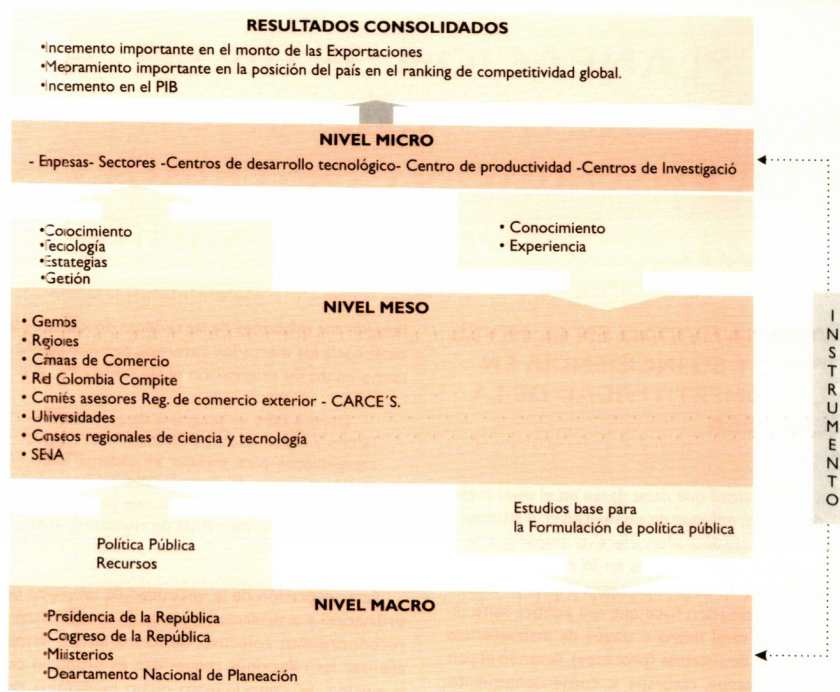 RESULTADOS CONSOLIDADOS
•Incemento importante en el monto de las Exportaciones
•Mejoramiento importante en la posición del país en el ranking de competitividad global.
•Incemento en el PIB
NIVEL MICRO
- Enpesas- Sectores -Centros de desarrollo tecnológico- Centro de productividad -Centros de Investigació
•Conocimiento
•Tecnología
•Estategias
•Getión
• Conocimiento
• Experiencia
NIVEL MESO
• Gemos
• Regiones
• Cámaas de Comercio
• Red Colombia Compite
• Comités asesores Reg. de comercio exterior - CARCE´S.
• Universidades
• Consejos regionales de ciencia y tecnología
• SENA
Política Pública
Recursos
Estudios base para
la Formulación de política pública
NIVEL MACRO
•Presidencia de la República
•Cogreso de la República
•Ministerios
•Deartamento Nacional de Planeación
INSTRUMENTO